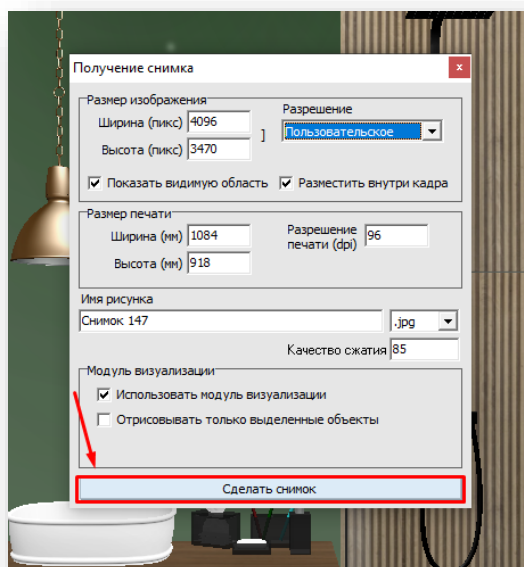 Получение снимка
x
Размер изображения
Ширина (пикс) 4096
Высота (пикс) 3470
]
Разрешение
Пользовательское
Показать видимую область Разместить внутри кадра
Размер печати
Ширина (мм) 1084
Высота (мм) 918
Разрешение
печати (dpi) 96
Имя рисунка
Снимок 147 .jpg
Качество сжатия 85
Модуль визуализации
Использовать модуль визуализации
Отрисовывать только выделенные объекты
Сделать снимок